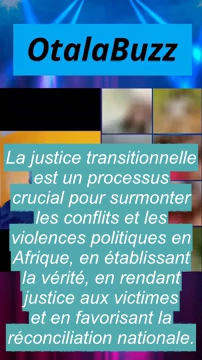 OtalaBuzz
La justice transitionnelle
est un processus
crucial pour surmonter
les conflits et les
violences politiques en
Afrique, en établissant
la vérité, en rendant
justice aux victimes
et en favorisant la
réconciliation nationale.